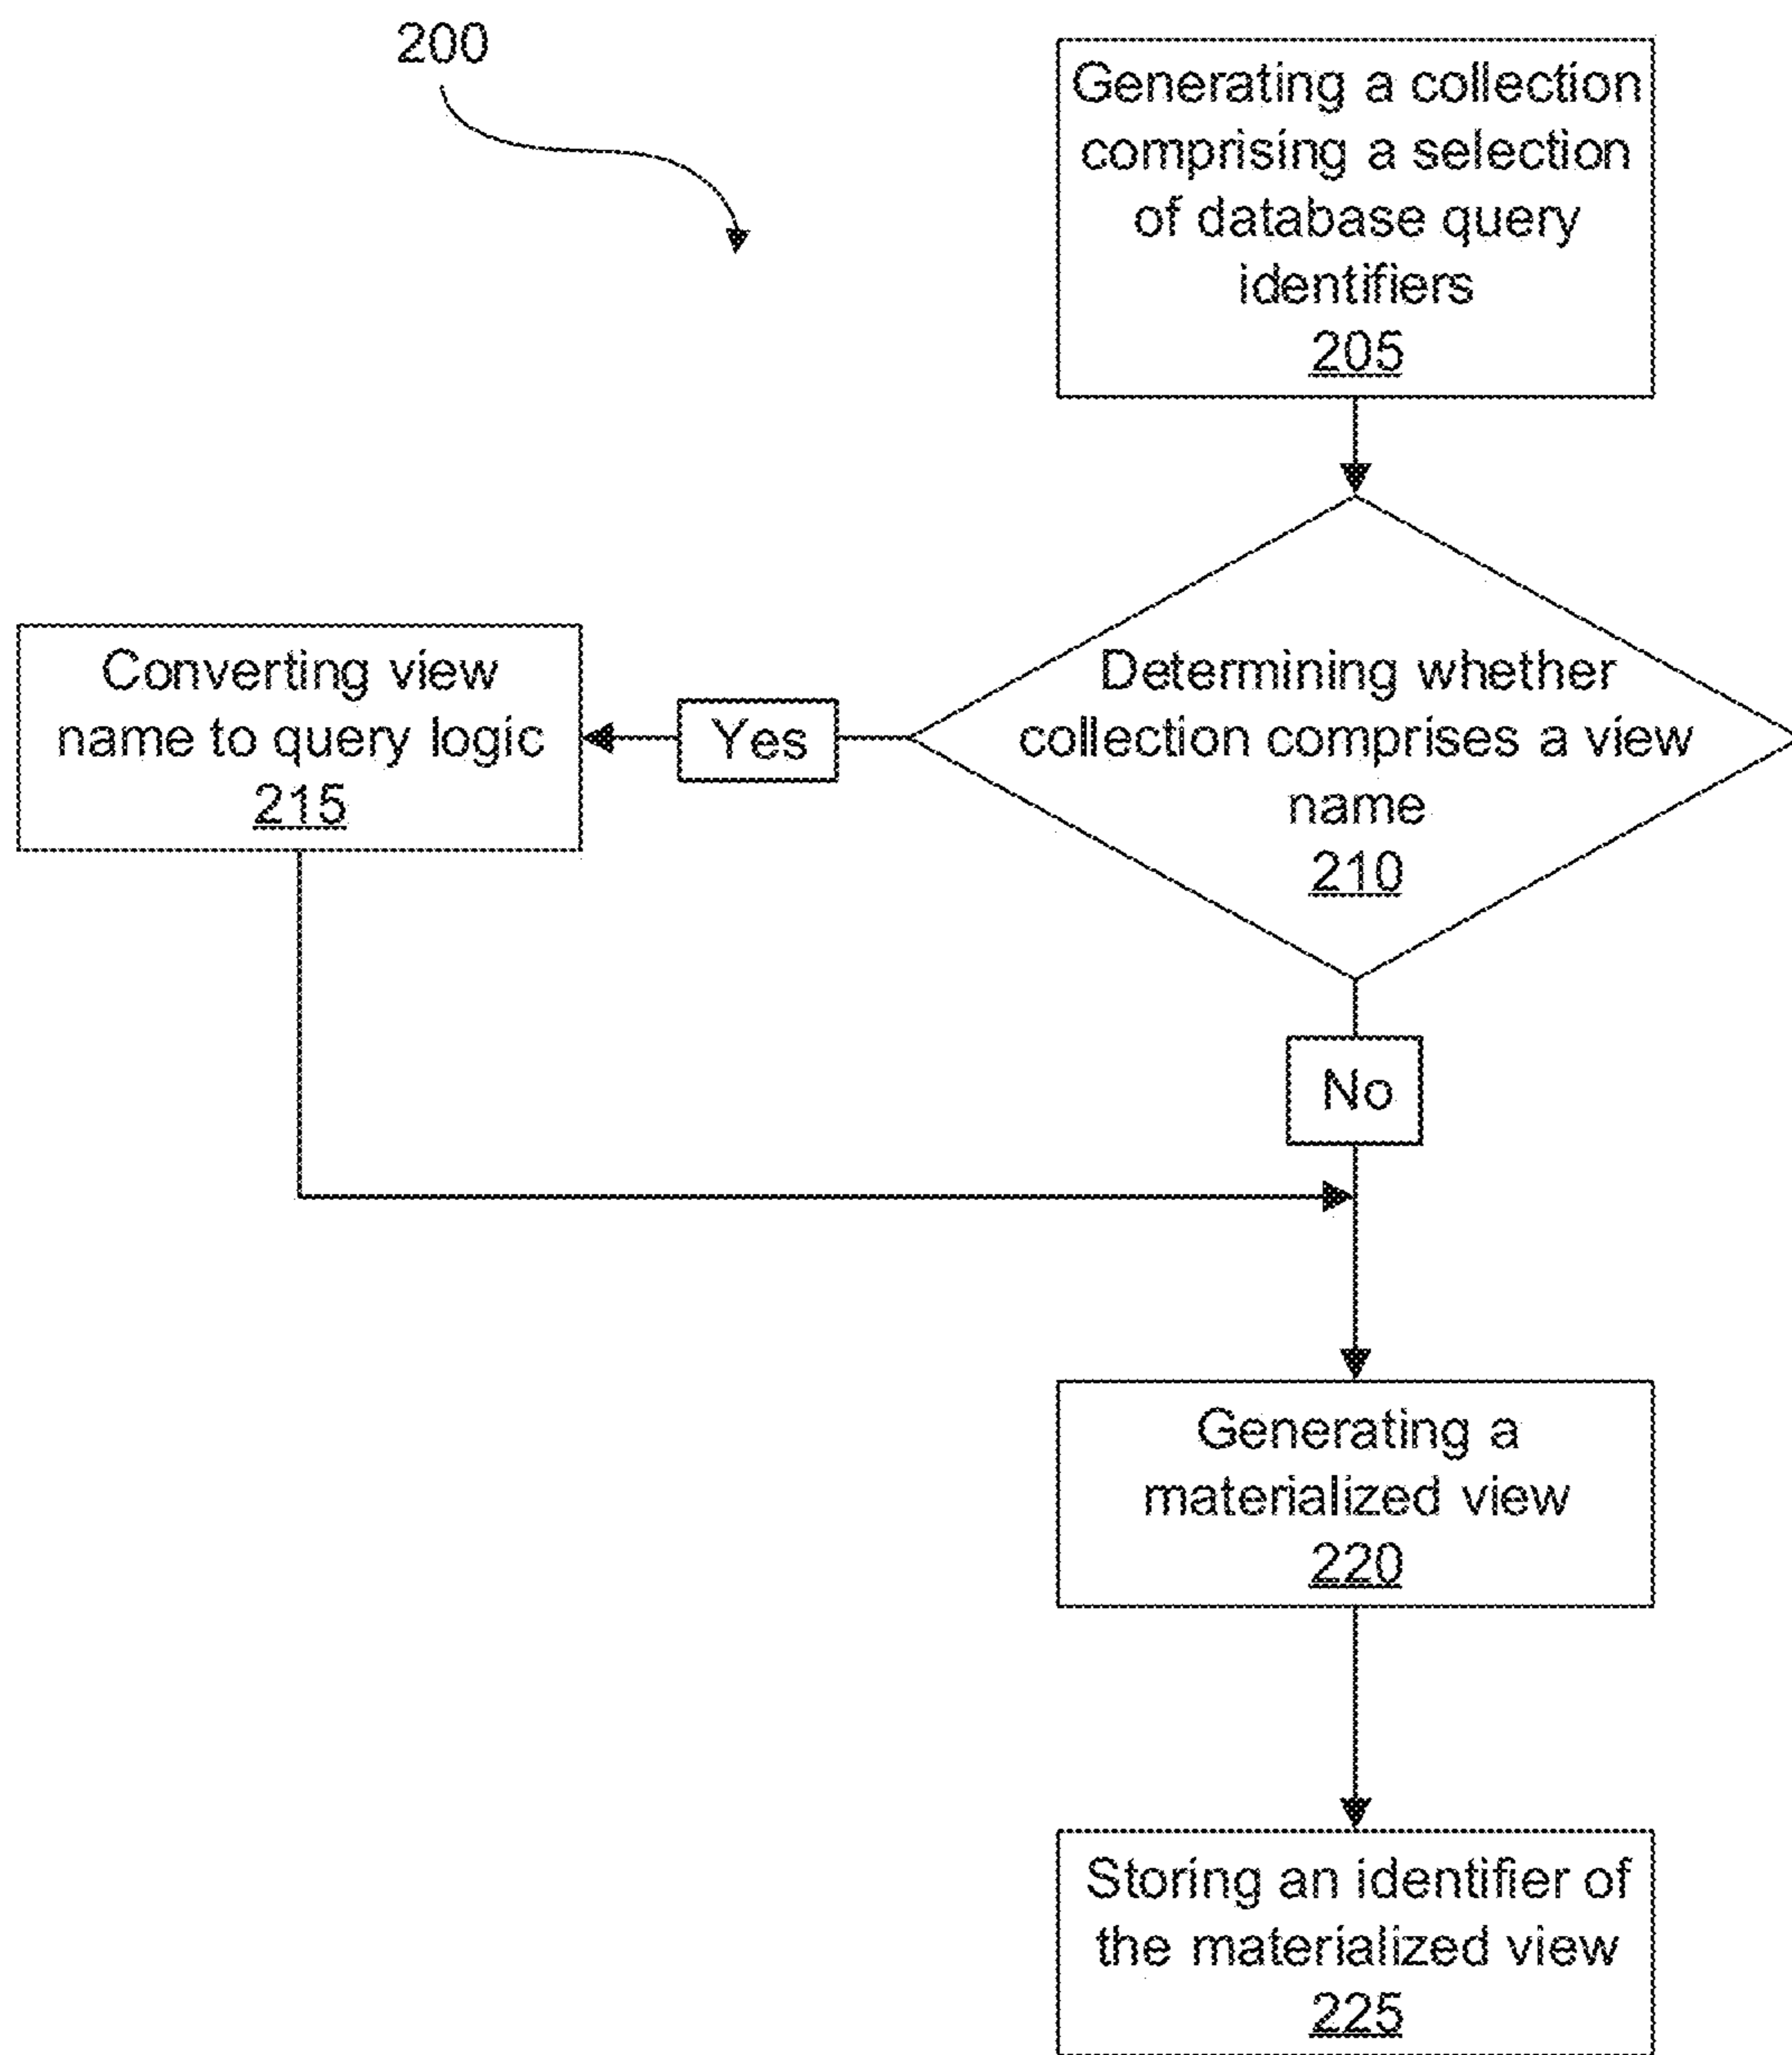 200
Generating a collection
comprising a selection
of database query
identifiers
205
Determining whether
collection comprises a view
name
210
Yes
Converting view
name to query logic
215
No
Generating a
materialized view
220
Storing an identifier of
the materialized view
225